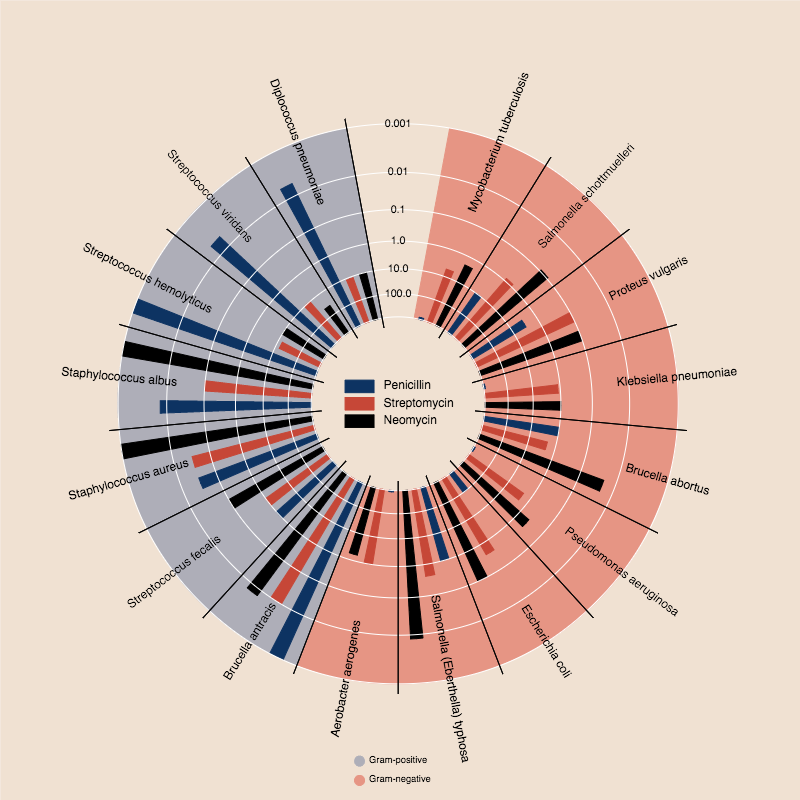 0.001
0.01
0.1
1.0
10.0
100.0
Mycobacterium tuberculosis
Salmonella schottmuelleri
Proteus vulgaris
Klebsiella pneumoniae
Brucella abortus
Pseudomonas aeruginosa
Escherichia coli
Salmonella (Eberthella) typhosa
Aerobacter aerogenes
Brucella antracis
Streptococcus fecalis
Staphylococcus aureus
Staphylococcus albus
Streptococcus hemolyticus
Streptococcus viridans
Diplococcus pneumoniae
Penicillin
Streptomycin
Neomycin
Gram-positive
Gram-negative